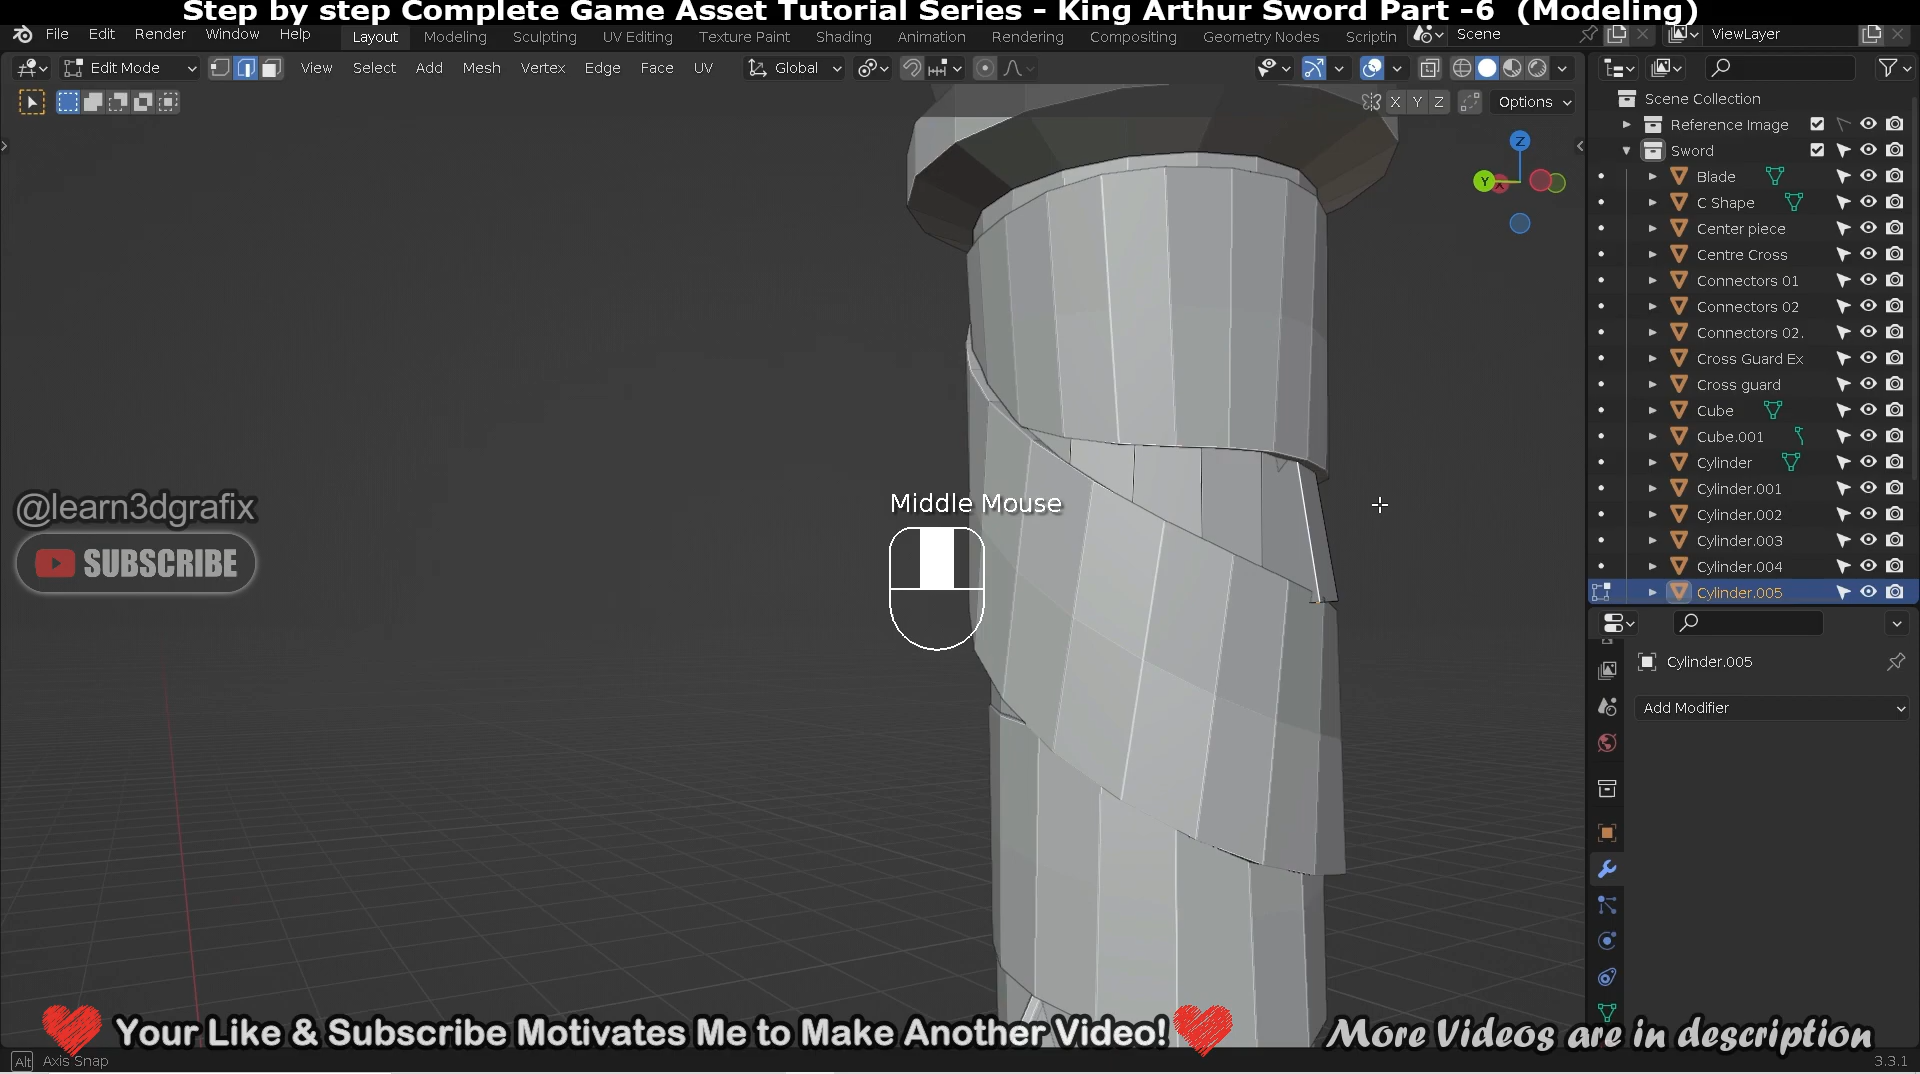 Step by step Complete Game Asset Tutorial Series - King Arthur Sword Part -6 (Modeling)
File Edit Render Window Help Layout Modeling Sculpting UV Editing Texture Paint Shading Animation Rendering Compositing Geometry Nodes Scriptin Scene ViewLayer
Edit Mode View Select Add Mesh Vertex Edge Face UV Global
X Y Z Options
Scene Collection
Reference Image
Sword
Blade
C Shape
Center piece
Centre Cross
Connectors 01
Connectors 02
Connectors 02.
Cross Guard Ex
Cross guard
Cube
Cube.001
Cylinder
Cylinder.001
Cylinder.002
Cylinder.003
Cylinder.004
Cylinder.005
Z
Y X
Cylinder.005
Add Modifier
@learn3dgrafix
SUBSCRIBE
Middle Mouse
Your Like & Subscribe Motivates Me to Make Another Video!
More Videos are in description
Alt Axis Snap
3.3.1